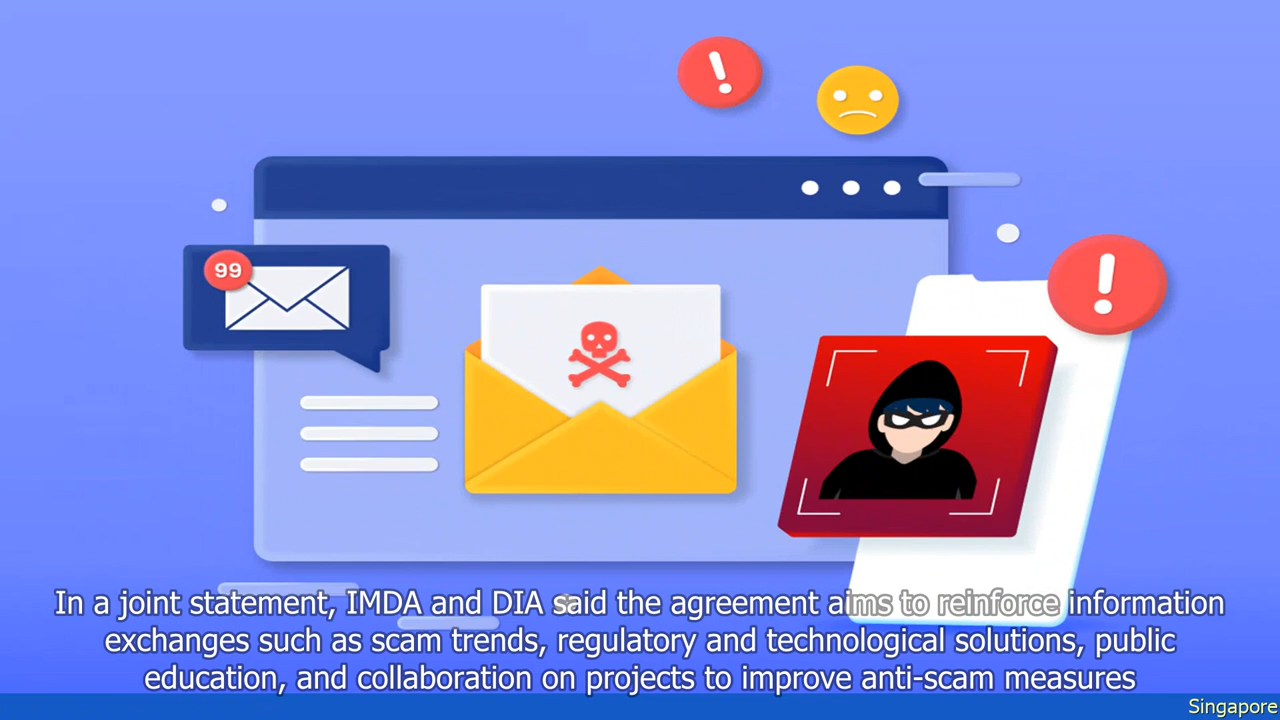 99
In a joint statement, IMDA and DIA said the agreement aims to reinforce information
exchanges such as scam trends, regulatory and technological solutions, public
education, and collaboration on projects to improve anti-scam measures
Singapore